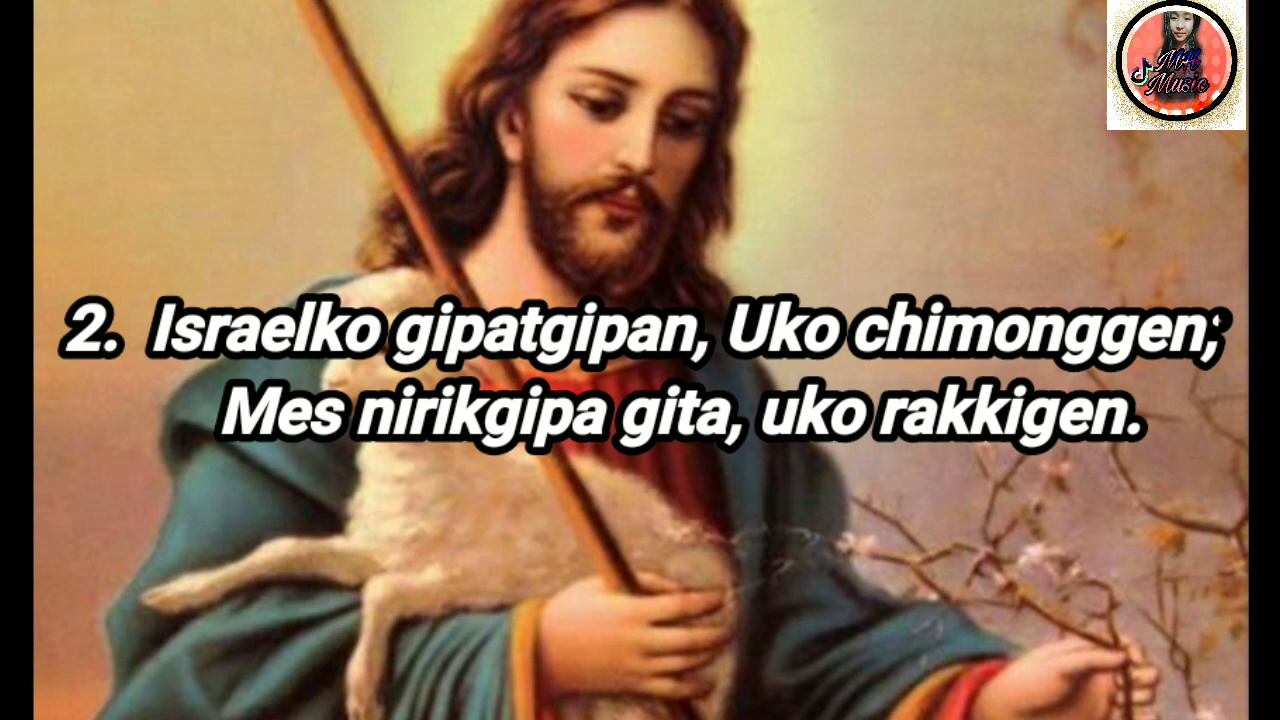 MH
Music
2. Israelko gipatgipan, Uko chimonggen;
Mes nirikgipa gita, uko rakkigen.